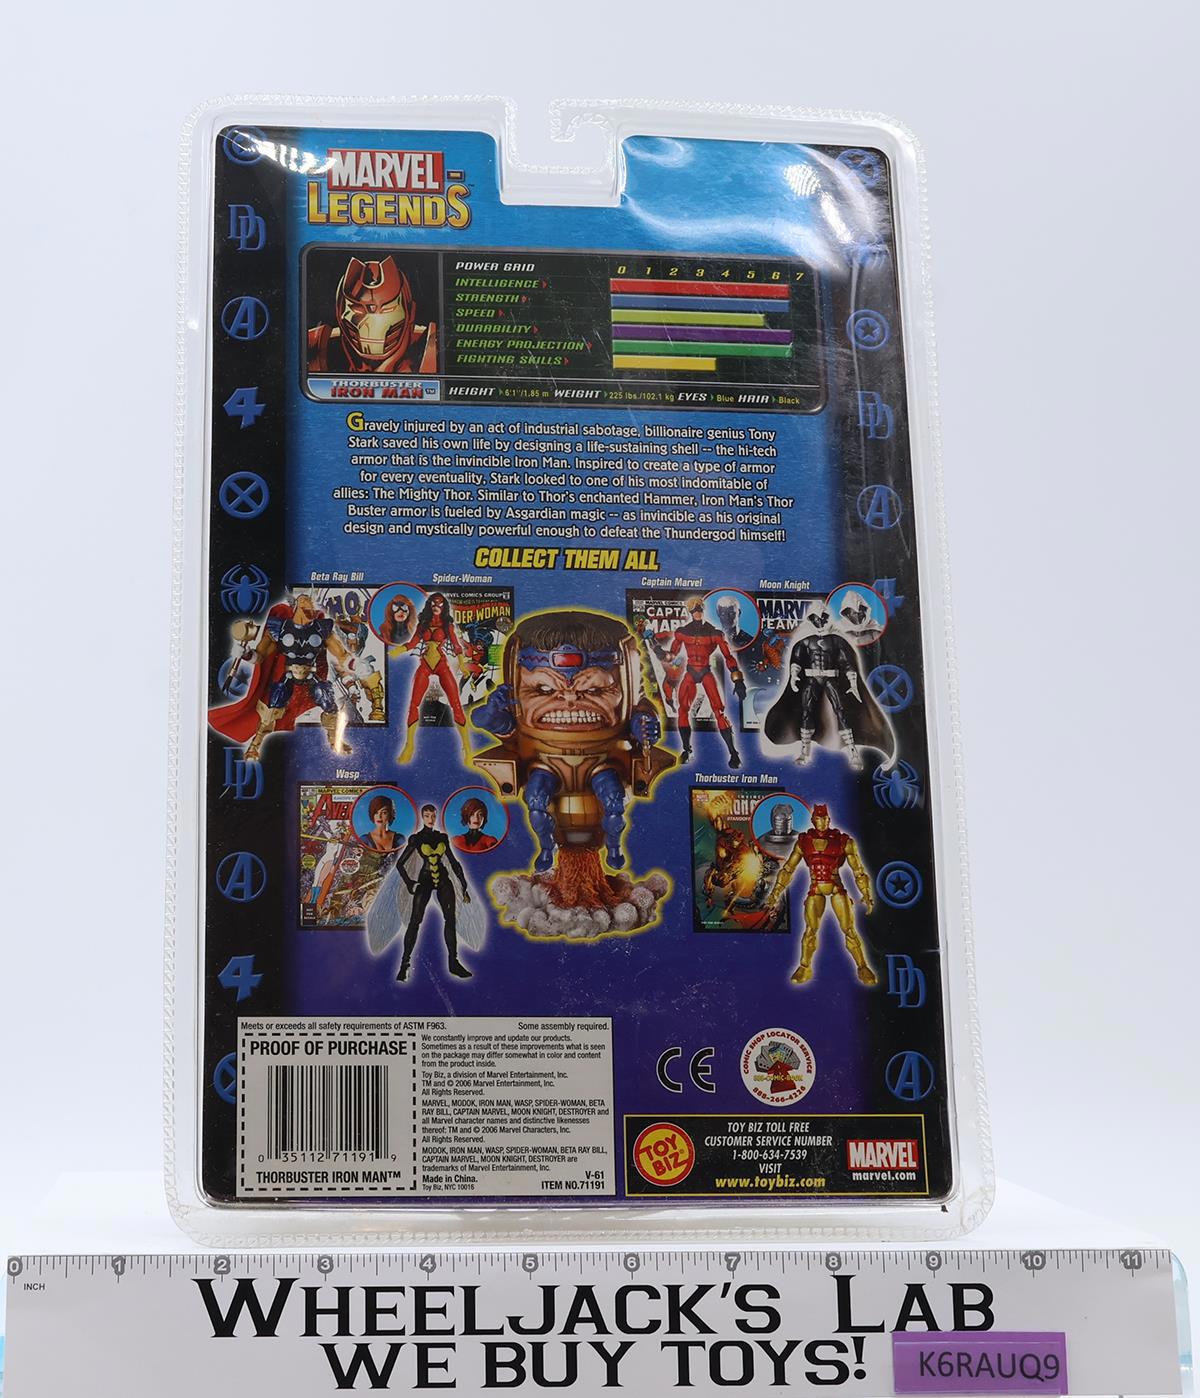 MARVEL
LEGENDS
POWER GRID
0 1 2 3 4 5 6 7
INTELLIGENCE
STRENGTH
SPEED
DURABILITY
ENERGY PROJECTION
FIGHTING SKILLS
THORBUSTER
IRON MAN™
HEIGHT 6'1"/1.85 m WEIGHT 225 lbs./102.1 kg EYES Blue HAIR Black
Gravely injured by an act of industrial sabotage, billionaire genius Tony
Stark saved his own life by designing a life-sustaining shell -- the hi-tech
armor that is the invincible Iron Man. Inspired to create a type of armor
for every eventuality, Stark looked to one of his most indomitable of
allies: The Mighty Thor. Similar to Thor's enchanted Hammer, Iron Man's Thor
Buster armor is fueled by Asgardian magic -- as invincible as his original
design and mystically powerful enough to defeat the Thundergod himself!
COLLECT THEM ALL
Beta Ray Bill
Spider-Woman
Captain Marvel
Moon Knight
Wasp
Thorbuster Iron Man
Meets or exceeds all safety requirements of ASTM F963.
Some assembly required.
PROOF OF PURCHASE
0 35112 71191 9
THORBUSTER IRON MAN™
We constantly improve and update our products.
Sometimes as a result of these improvements what is seen
on the package may differ somewhat in color and content
from the product inside.
Toy Biz, a division of Marvel Entertainment, Inc.
TM and © 2006 Marvel Entertainment, Inc.
All Rights Reserved.
MARVEL, MODOK, IRON MAN, WASP, SPIDER-WOMAN, BETA
RAY BILL, CAPTAIN MARVEL, MOON KNIGHT, DESTROYER and
all Marvel character names and distinctive likenesses
thereof: TM and © 2006 Marvel Characters, Inc.
All Rights Reserved.
MODOK, IRON MAN, WASP, SPIDER-WOMAN, BETA RAY BILL,
CAPTAIN MARVEL, MOON KNIGHT, DESTROYER are
trademarks of Marvel Entertainment, Inc.
Made in China.
Toy Biz, NYC 10016
V-61
ITEM NO.71191
CE
COMIC SHOP LOCATOR SERVICE
888-COMIC-BOOK
888-266-4226
TOY BIZ
TOY BIZ TOLL FREE
CUSTOMER SERVICE NUMBER
1-800-634-7539
VISIT
www.toybiz.com
MARVEL
marvel.com
0 1 2 3 4 5 6 7 8 9 10 11
INCH
WHEELJACK'S LAB
WE BUY TOYS!
K6RAUQ9